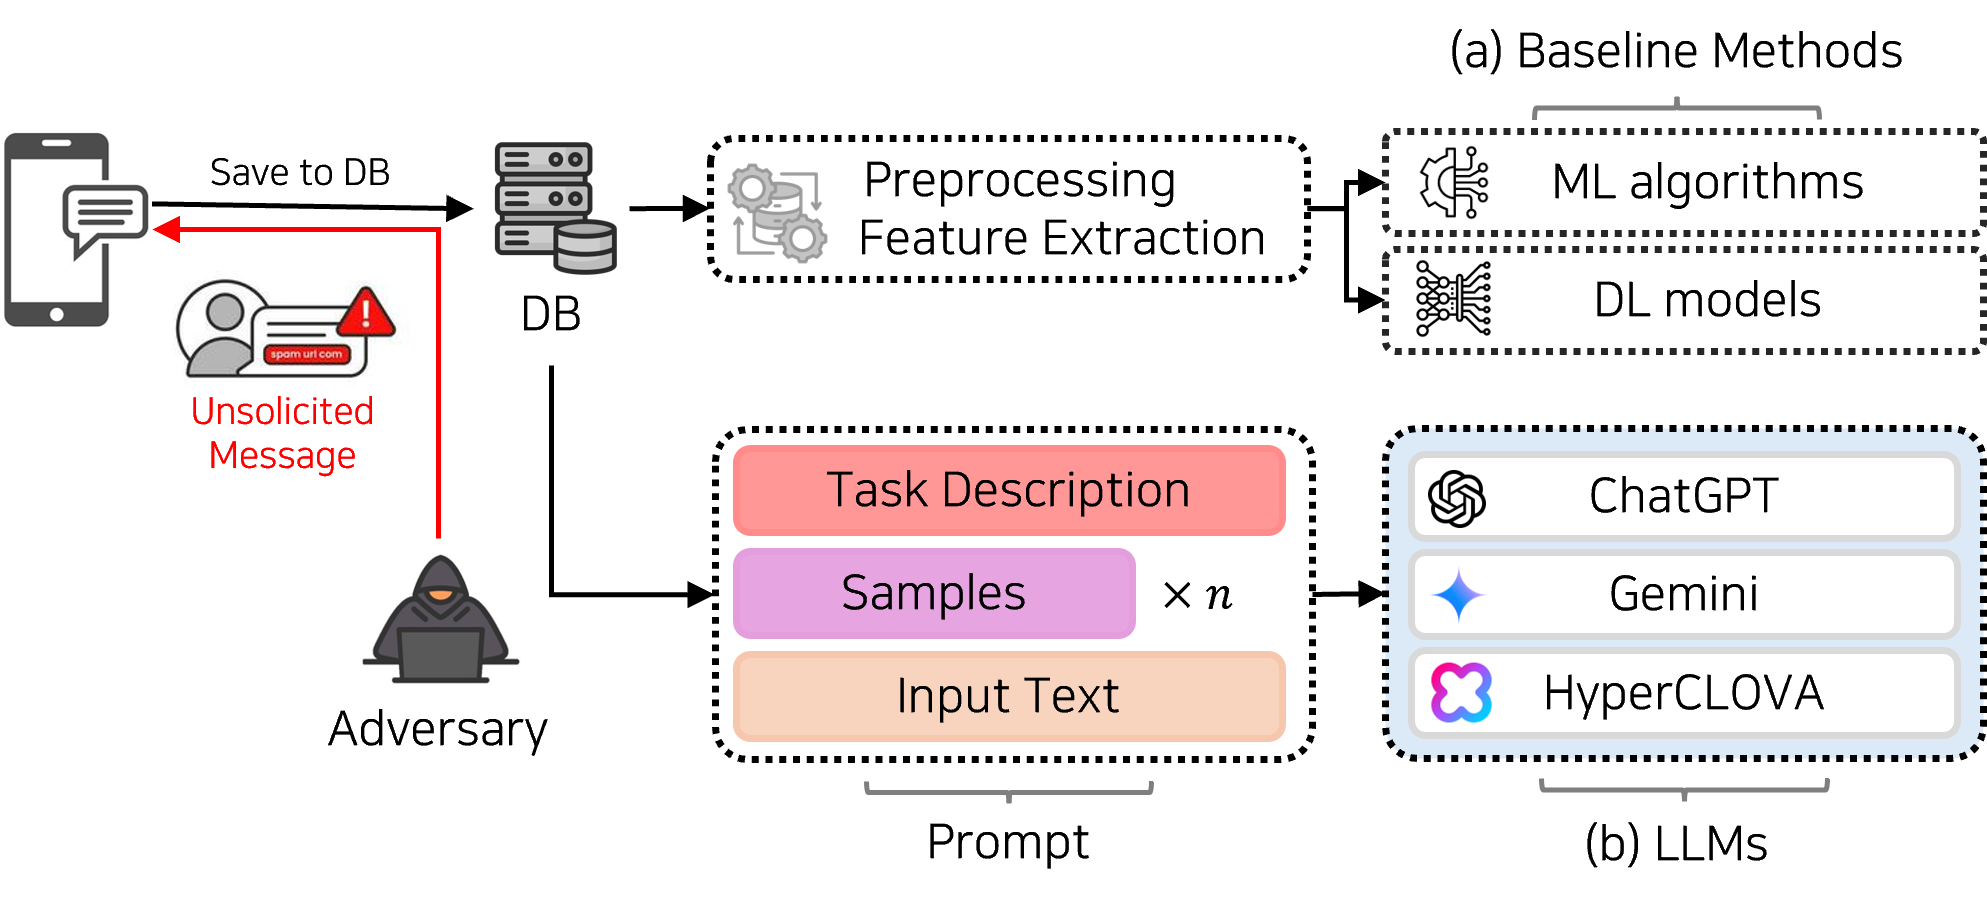 (a) Baseline Methods
Save to DB
DB
Preprocessing
Feature Extraction
ML algorithms
DL models
spam url com
Unsolicited
Message
Adversary
Task Description
Samples
× n
Input Text
Prompt
ChatGPT
Gemini
HyperCLOVA
(b) LLMs